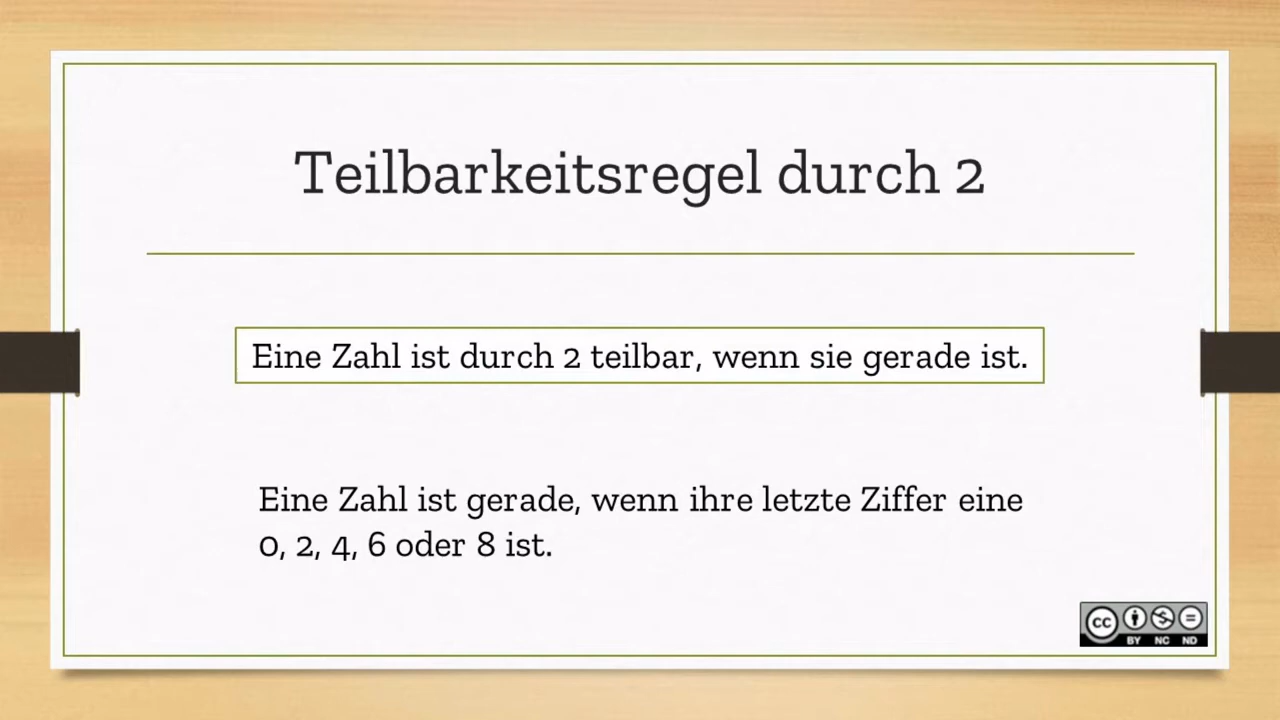 Teilbarkeitsregel durch 2
Eine Zahl ist durch 2 teilbar, wenn sie gerade ist.
Eine Zahl ist gerade, wenn ihre letzte Ziffer eine
0, 2, 4, 6 oder 8 ist.
cc
BY NC ND